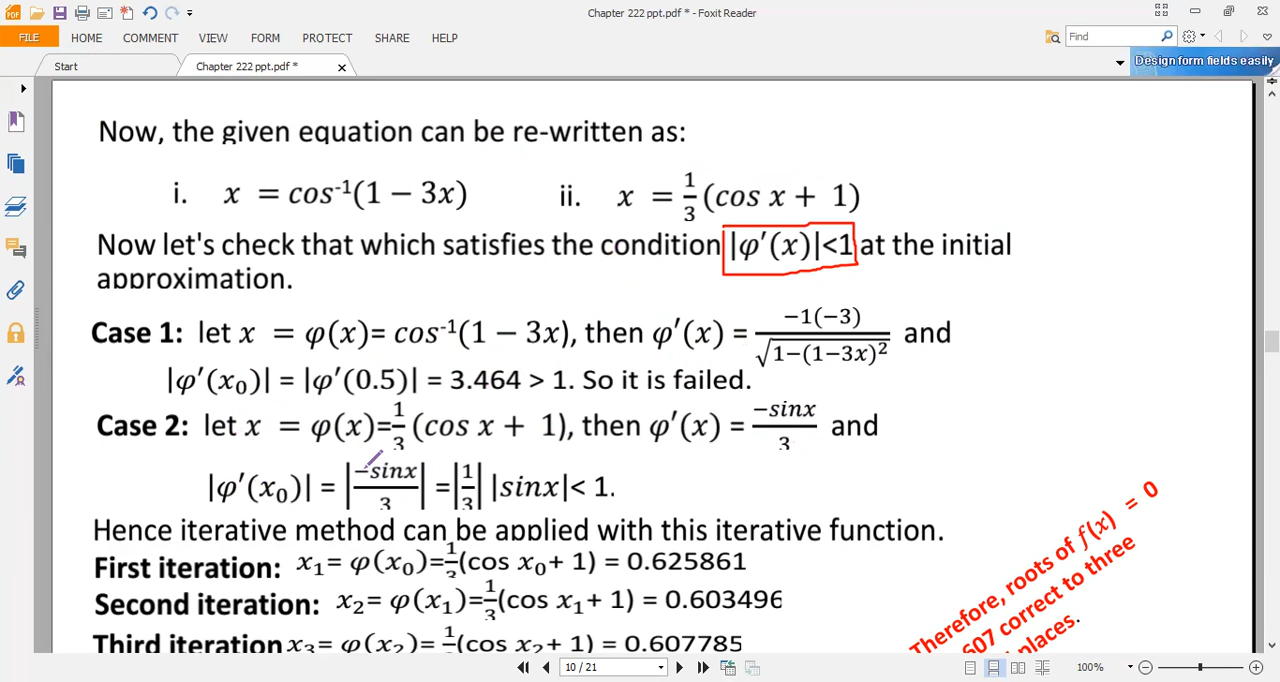 Chapter 222 ppt.pdf * - Foxit Reader
FILE HOME COMMENT VIEW FORM PROTECT SHARE HELP Find
Start Chapter 222 ppt.pdf * Design form fields easily
Now, the given equation can be re-written as:
i. x = cos⁻¹(1 − 3x) ii. x = 1/3 (cos x + 1)
Now let's check that which satisfies the condition |φ′(x)|<1 at the initial
approximation.
Case 1: let x = φ(x)= cos⁻¹(1 − 3x), then φ′(x) = −1(−3)/√1−(1−3x)² and
|φ′(x₀)| = |φ′(0.5)| = 3.464 > 1. So it is failed.
Case 2: let x = φ(x)=1/3 (cos x + 1), then φ′(x) = −sinx/3 and
|φ′(x₀)| = |−sinx/3| =|1/3| |sinx|< 1.
Hence iterative method can be applied with this iterative function.
First iteration: x₁= φ(x₀)=1/3(cos x₀+ 1) = 0.625861
Second iteration: x₂= φ(x₁)=1/3(cos x₁+ 1) = 0.603496
Third iteration x₃= φ(x₂)= 1/3(cos x₂+ 1) = 0.607785
Therefore, roots of f(x) = 0
607 correct to three
places.
10 / 21 100%